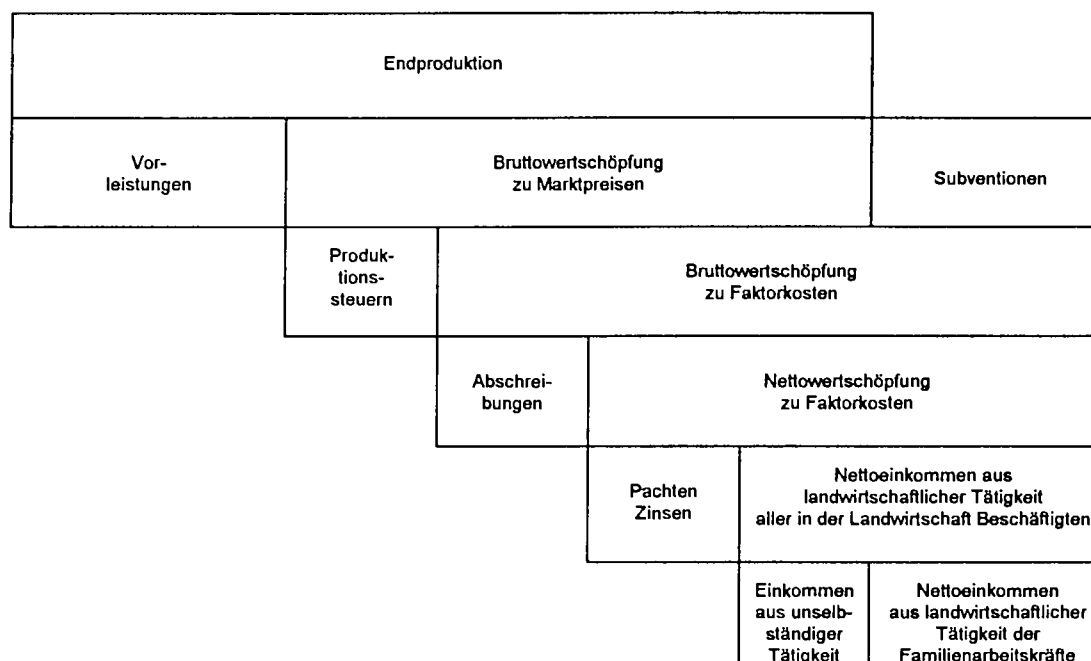 Endproduktion
Vor-
leistungen
Bruttowertschöpfung
zu Marktpreisen
Subventionen
Produk-
tions-
steuern
Bruttowertschöpfung
zu Faktorkosten
Abschrei-
bungen
Nettowertschöpfung
zu Faktorkosten
Pachten
Zinsen
Nettoeinkommen aus
landwirtschaftlicher Tätigkeit
aller in der Landwirtschaft Beschäftigten
Einkommen
aus unselb-
ständiger
Tätigkeit
Nettoeinkommen
aus landwirtschaftlicher
Tätigkeit der
Familienarbeitskräfte